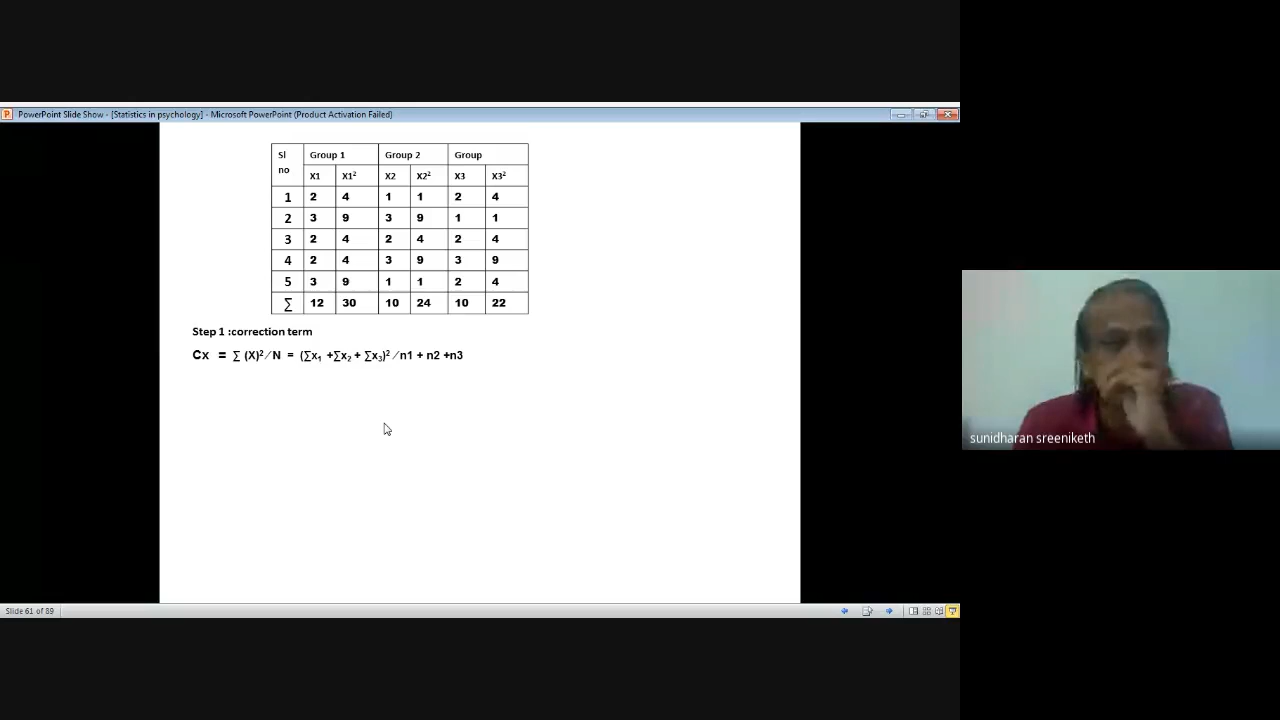 PowerPoint Slide Show - [Statistics in psychology] - Microsoft PowerPoint (Product Activation Failed)
Sl no Group 1 Group 2 Group
X1 X1² X2 X2² X3 X3²
1 2 4 1 1 2 4
2 3 9 3 9 1 1
3 2 4 2 4 2 4
4 2 4 3 9 3 9
5 3 9 1 1 2 4
∑ 12 30 10 24 10 22
Step 1 :correction term
Cx = ∑ (X)² ∕ N = (∑x₁ +∑x₂ + ∑x₃)² ∕ n1 + n2 +n3
sunidharan sreeniketh
Slide 61 of 89